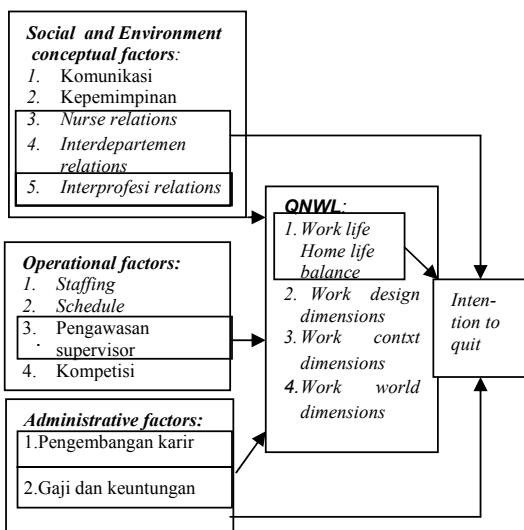 Social and Environment
conceptual factors:
1. Komunikasi
2. Kepemimpinan
3. Nurse relations
4. Interdepartemen
relations
5. Interprofesi relations
Operational factors:
1. Staffing
2. Schedule
3. Pengawasan
. supervisor
4. Kompetisi
Administrative factors:
1.Pengembangan karir
2.Gaji dan keuntungan
QNWL:
1. Work life
Home life
balance
2. Work design
dimensions
3. Work contxt
dimensions
4. Work world
dimensions
Inten-
tion to
quit